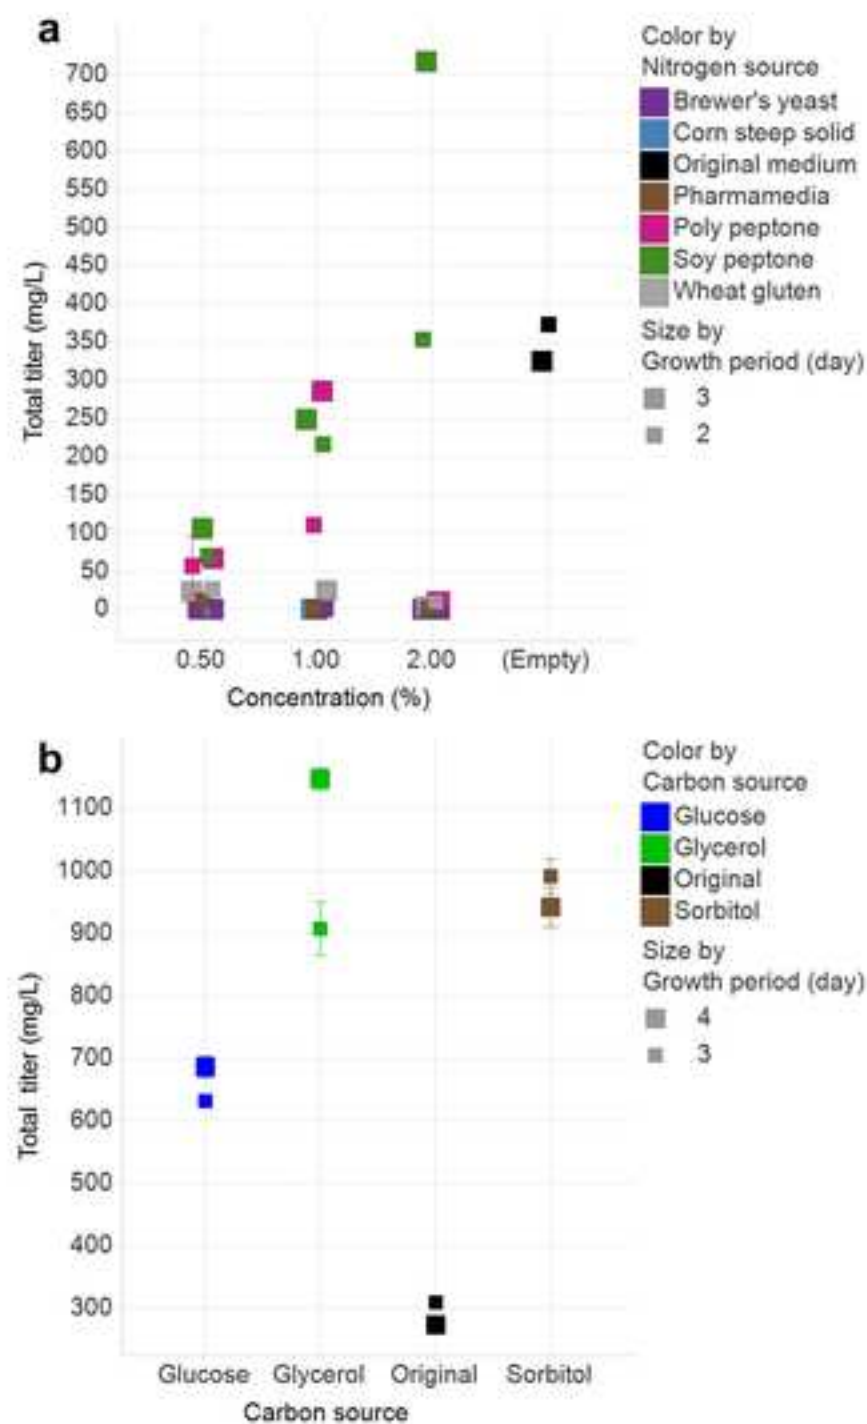 a
Total titer (mg/L)
700
650
600
550
500
450
400
350
300
250
200
150
100
50
0
0.50 1.00 2.00 (Empty)
Concentration (%)
Color by
Nitrogen source
Brewer's yeast
Corn steep solid
Original medium
Pharmamedia
Poly peptone
Soy peptone
Wheat gluten
Size by
Growth period (day)
3
2
b
Total titer (mg/L)
1100
1000
900
800
700
600
500
400
300
Glucose Glycerol Original Sorbitol
Carbon source
Color by
Carbon source
Glucose
Glycerol
Original
Sorbitol
Size by
Growth period (day)
4
3